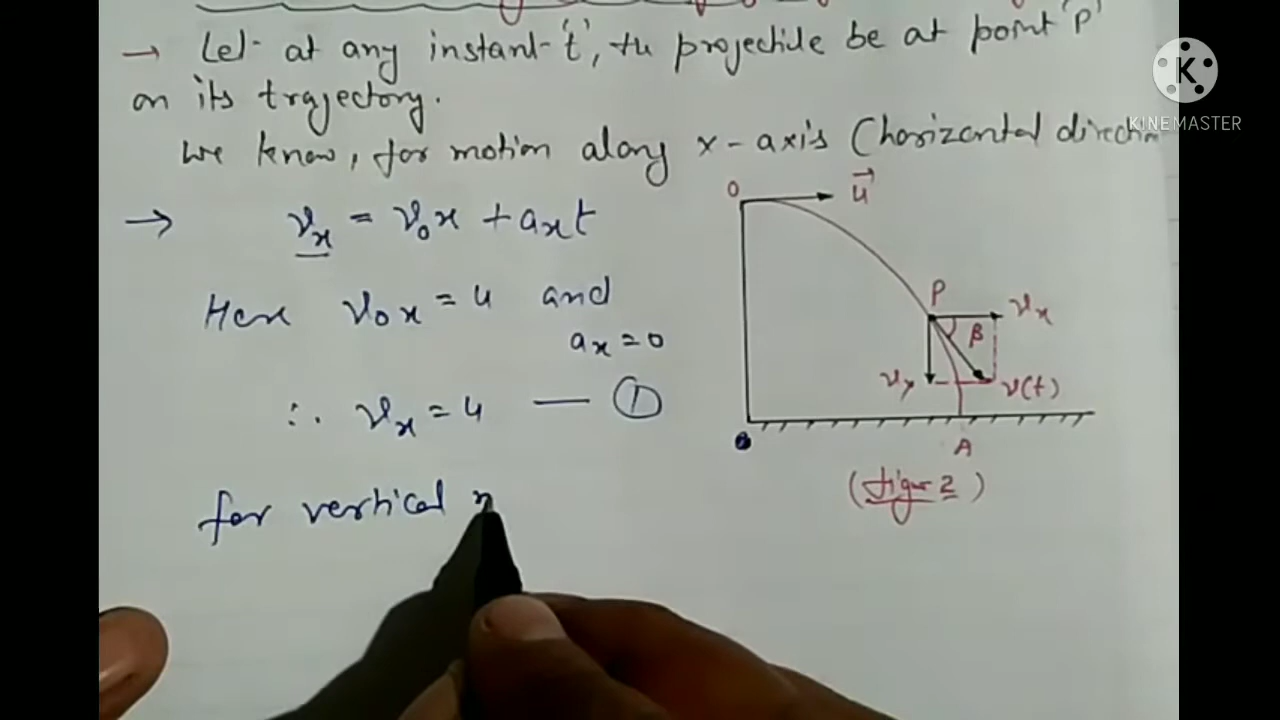 → Let at any instant 't', the projectile be at point 'P'
on its trajectory.
We know, for motion along x-axis (horizontal direction
→ vx = v0x + axt
Here v0x = u and
ax = 0
∴ vx = u — ①
for vertical
O
u⃗
P
vx
β
vy
v(t)
B
A
(figure 2)
K
KINEMASTER